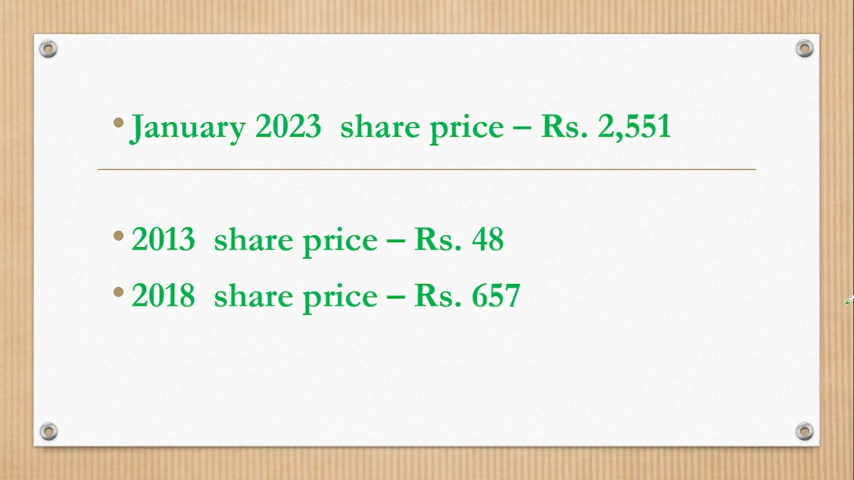 • January 2023 share price – Rs. 2,551
• 2013 share price – Rs. 48
• 2018 share price – Rs. 657